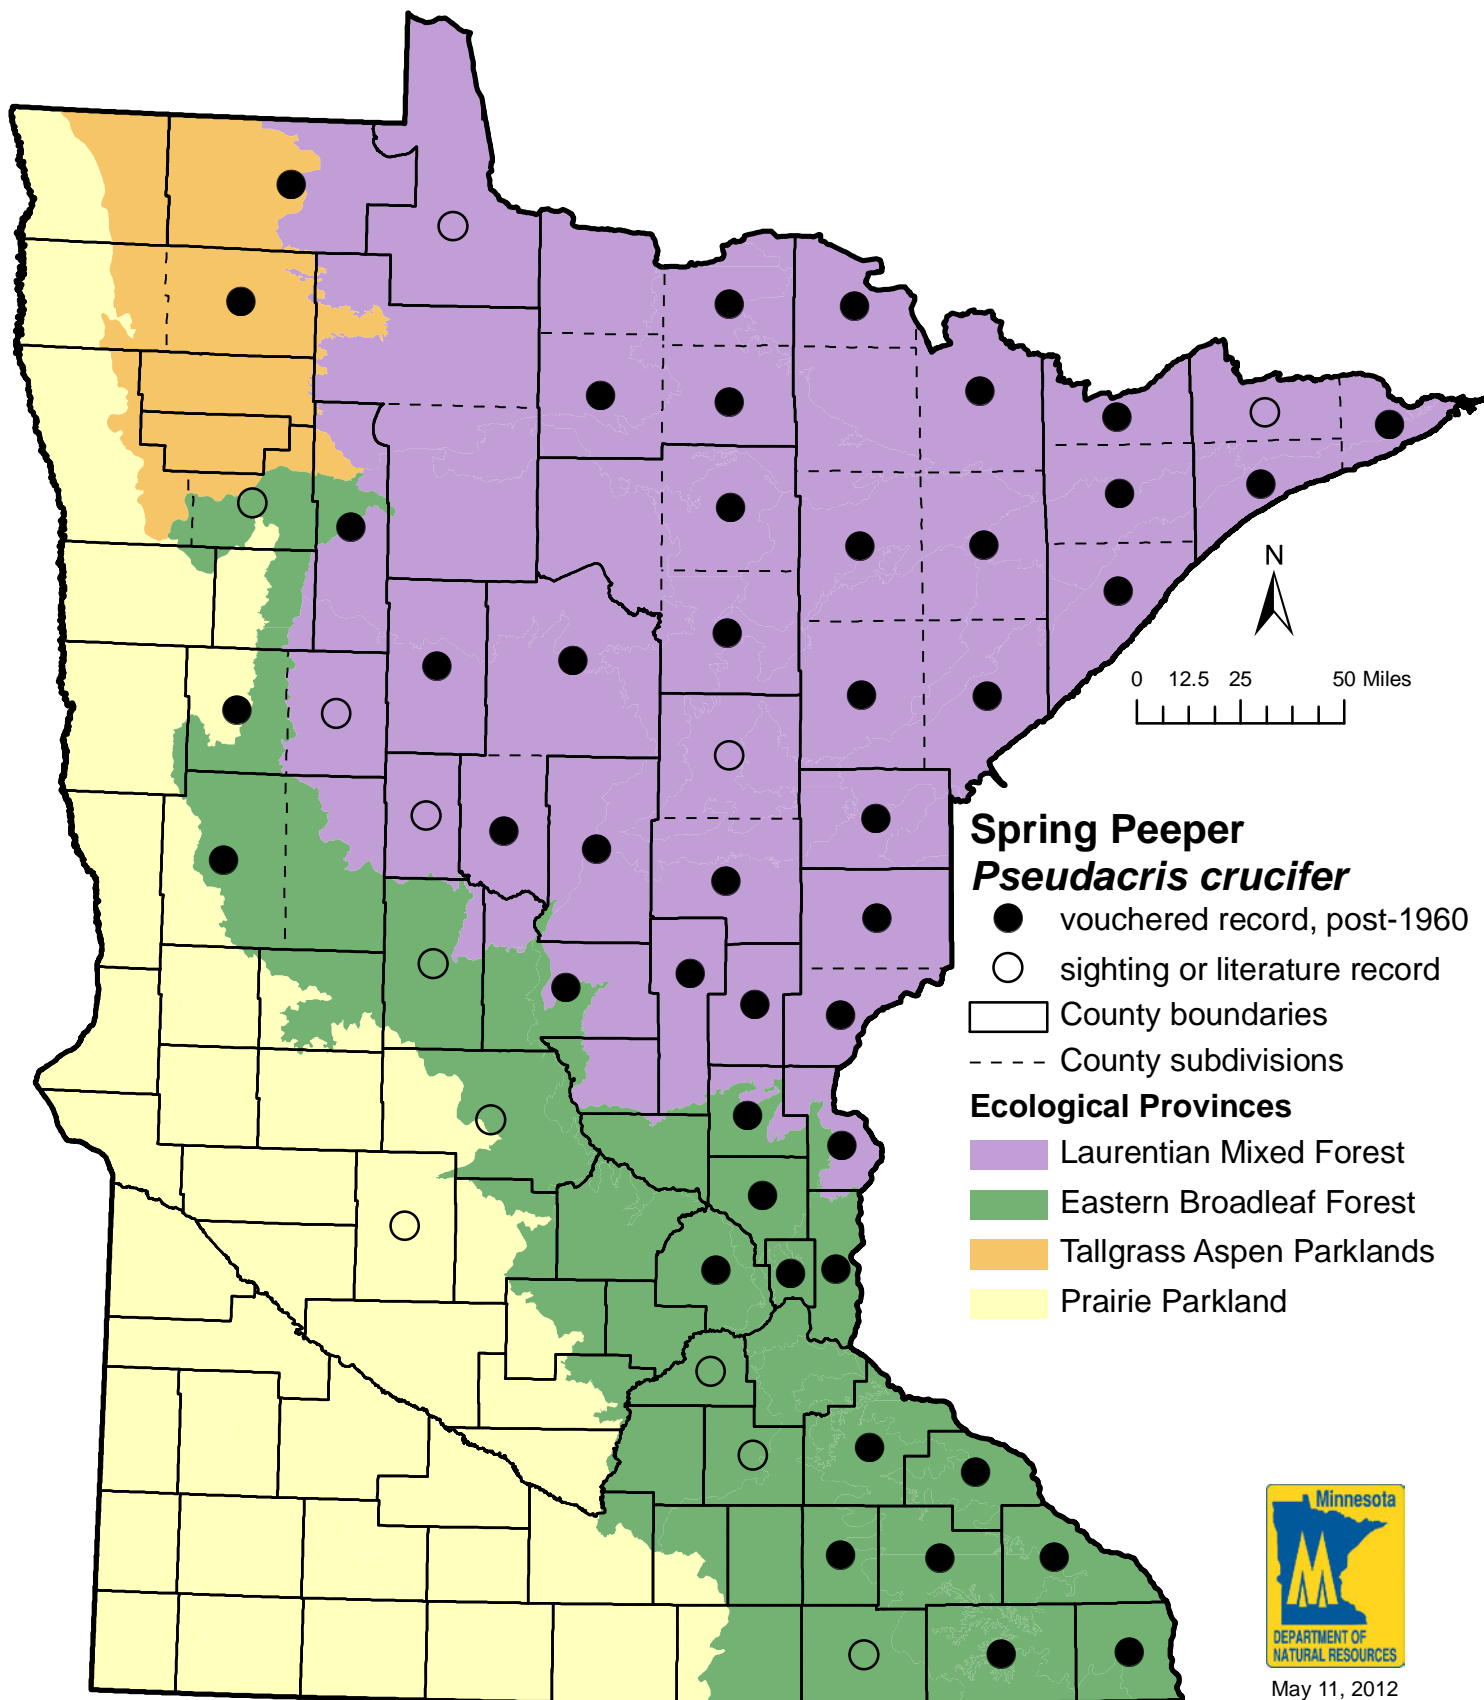 N
0 12.5 25 50 Miles
Spring Peeper
Pseudacris crucifer
vouchered record, post-1960
sighting or literature record
County boundaries
County subdivisions
Ecological Provinces
Laurentian Mixed Forest
Eastern Broadleaf Forest
Tallgrass Aspen Parklands
Prairie Parkland
Minnesota
DEPARTMENT OF
NATURAL RESOURCES
May 11, 2012